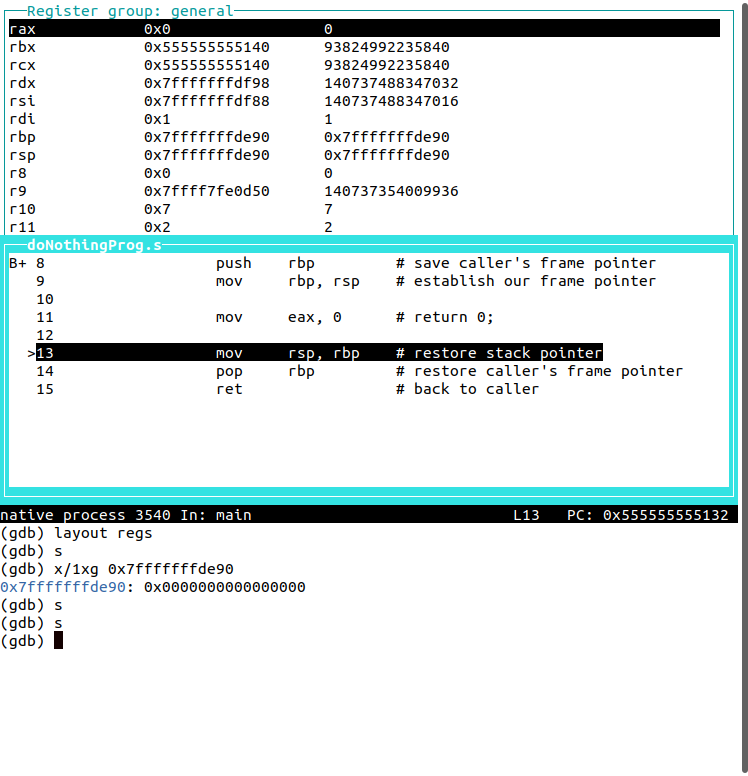 Register group: general
rax 0x0 0
rbx 0x555555555140 93824992235840
rcx 0x555555555140 93824992235840
rdx 0x7fffffffdf98 140737488347032
rsi 0x7fffffffdf88 140737488347016
rdi 0x1 1
rbp 0x7fffffffde90 0x7fffffffde90
rsp 0x7fffffffde90 0x7fffffffde90
r8 0x0 0
r9 0x7ffff7fe0d50 140737354009936
r10 0x7 7
r11 0x2 2
doNothingProg.s
B+ 8 push rbp # save caller's frame pointer
9 mov rbp, rsp # establish our frame pointer
10
11 mov eax, 0 # return 0;
12
>13 mov rsp, rbp # restore stack pointer
14 pop rbp # restore caller's frame pointer
15 ret # back to caller
native process 3540 In: main L13 PC: 0x555555555132
(gdb) layout regs
(gdb) s
(gdb) x/1xg 0x7fffffffde90
0x7fffffffde90: 0x0000000000000000
(gdb) s
(gdb) s
(gdb)